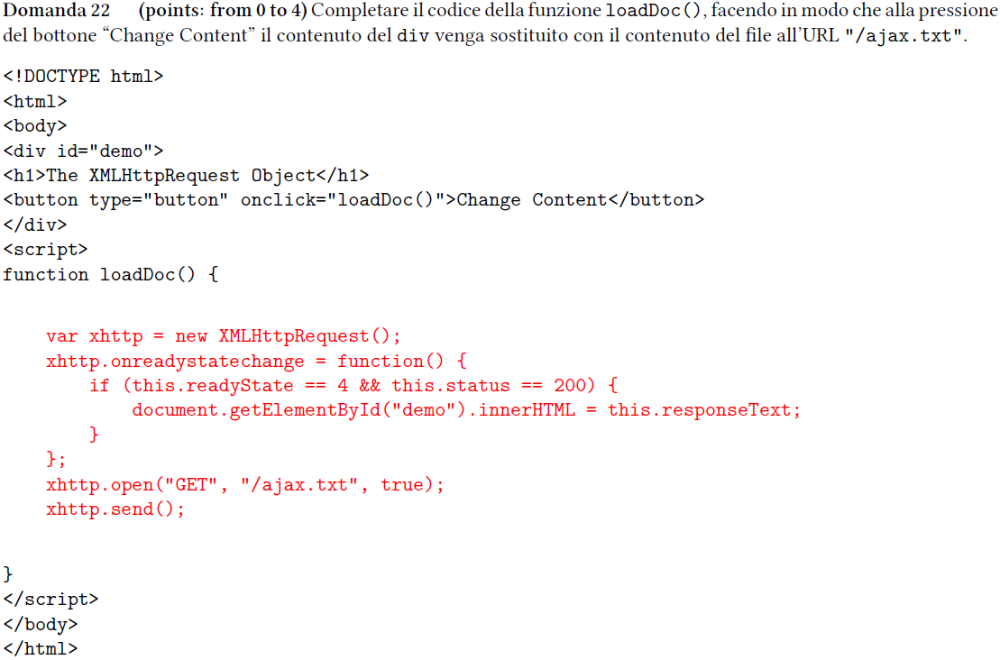 Domanda 22 (points: from 0 to 4) Completare il codice della funzione loadDoc(), facendo in modo che alla pressione
del bottone “Change Content” il contenuto del div venga sostituito con il contenuto del file all’URL "/ajax.txt".
<!DOCTYPE html>
<html>
<body>
<div id="demo">
<h1>The XMLHttpRequest Object</h1>
<button type="button" onclick="loadDoc()">Change Content</button>
</div>
<script>
function loadDoc() {
    var xhttp = new XMLHttpRequest();
    xhttp.onreadystatechange = function() {
        if (this.readyState == 4 && this.status == 200) {
            document.getElementById("demo").innerHTML = this.responseText;
        }
    };
    xhttp.open("GET", "/ajax.txt", true);
    xhttp.send();
}
</script>
</body>
</html>